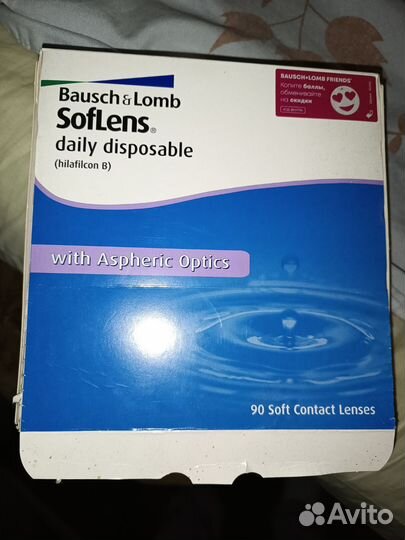 Bausch & Lomb
SofLens®
daily disposable
(hilafilcon B)
BAUSCH+LOMB FRIENDS*
Копите баллы,
обменивайте
на скидки
with Aspheric Optics
90 Soft Contact Lenses
Avito